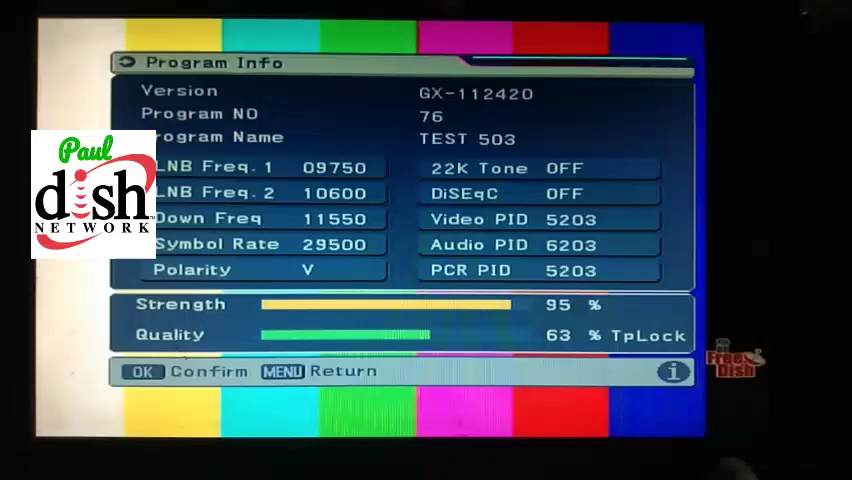 Program Info
Version GX-112420
Program NO 76
Program Name TEST 503
LNB Freq. 1 09750 22K Tone OFF
LNB Freq. 2 10600 DiSEqC OFF
Down Freq 11550 Video PID 5203
Symbol Rate 29500 Audio PID 6203
Polarity V PCR PID 5203
Strength 95 %
Quality 63 % TpLock
OK Confirm MENU Return i
Paul
dish
NETWORK
Free
Dish